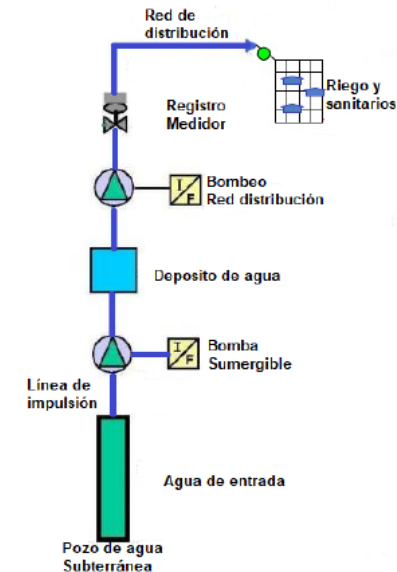 Red de
distribución
Riego y
sanitarios
Registro
Medidor
I/F
Bombeo
Red distribución
Deposito de agua
I/F
Bomba
Sumergible
Línea de
impulsión
Agua de entrada
Pozo de agua
Subterránea